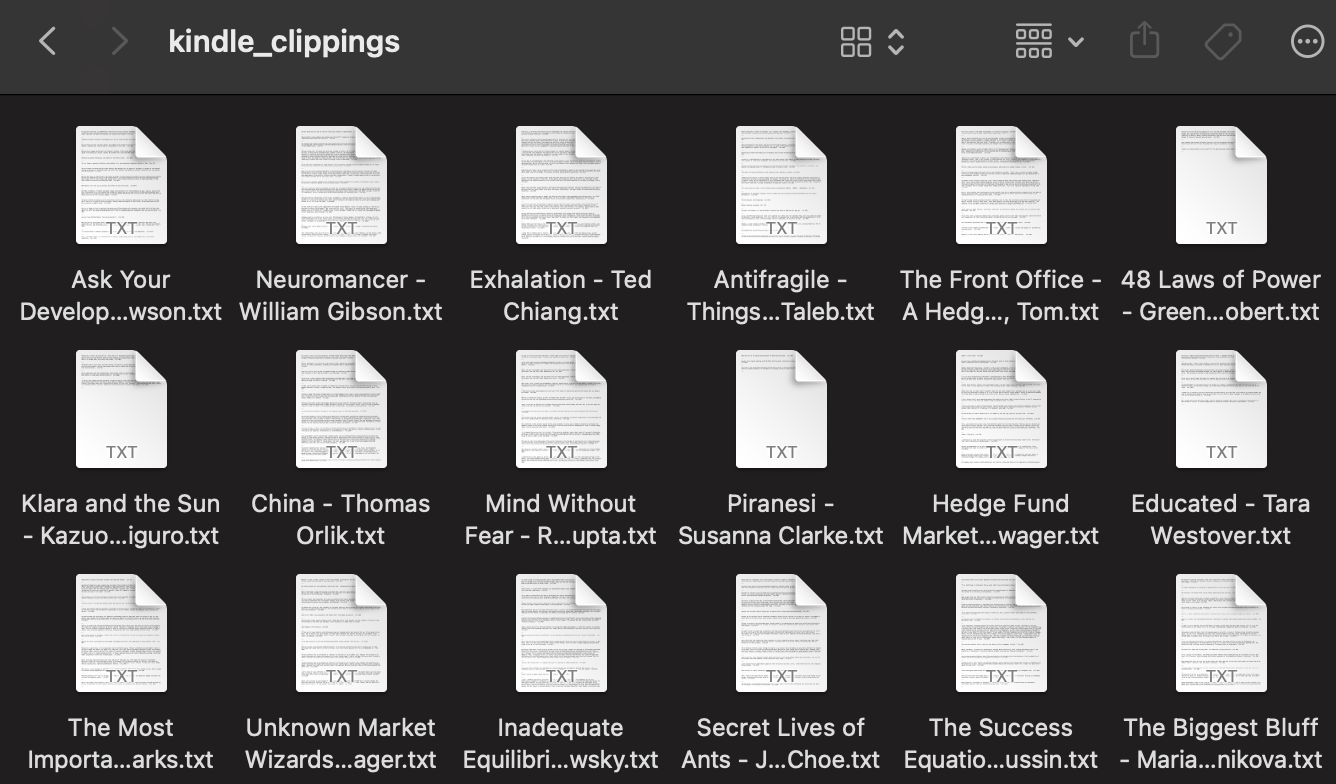 kindle_clippings
TXT TXT TXT TXT TXT TXT
Ask Your Neuromancer - Exhalation - Ted Antifragile - The Front Office - 48 Laws of Power
Develop...wson.txt William Gibson.txt Chiang.txt Things...Taleb.txt A Hedg..., Tom.txt - Green...obert.txt
TXT TXT TXT TXT TXT TXT
Klara and the Sun China - Thomas Mind Without Piranesi - Hedge Fund Educated - Tara
- Kazuo...iguro.txt Orlik.txt Fear - R...upta.txt Susanna Clarke.txt Market...wager.txt Westover.txt
TXT TXT TXT TXT TXT TXT
The Most Unknown Market Inadequate Secret Lives of The Success The Biggest Bluff
Importa...arks.txt Wizards...ager.txt Equilibri...wsky.txt Ants - J...Choe.txt Equatio...ussin.txt - Maria...nikova.txt